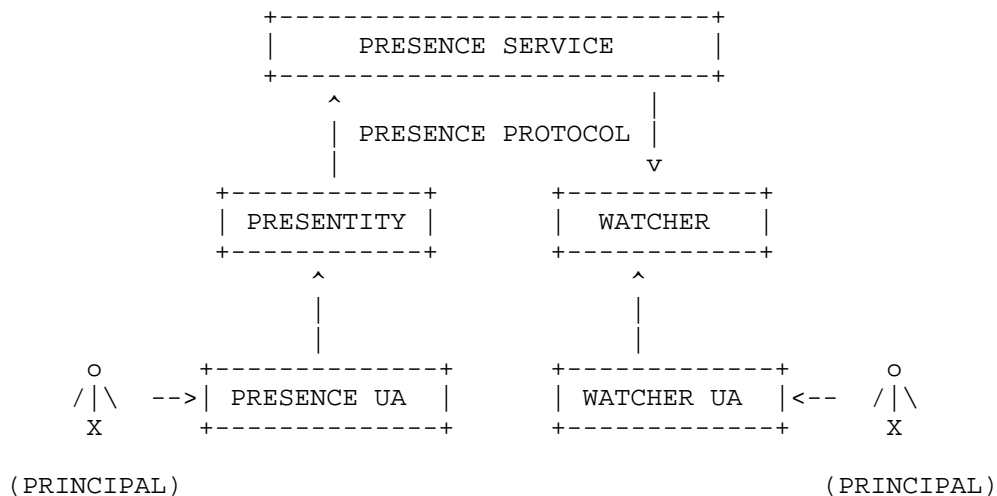 PRESENCE SERVICE
PRESENCE PROTOCOL
PRESENTITY WATCHER
PRESENCE UA WATCHER UA
(PRINCIPAL) (PRINCIPAL)